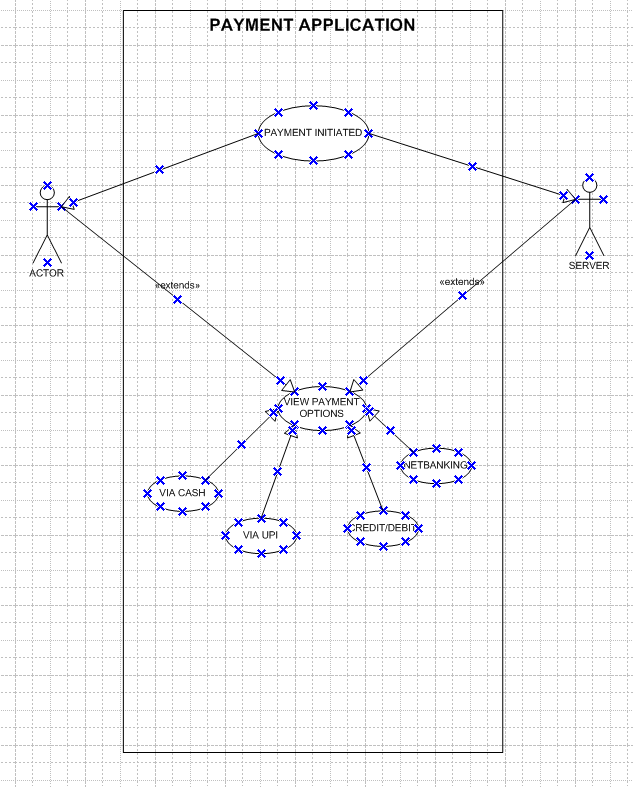 PAYMENT APPLICATION
PAYMENT INITIATED
ACTOR
SERVER
«extends»
«extends»
VIEW PAYMENT
OPTIONS
NETBANKING
VIA CASH
VIA UPI
CREDIT/DEBIT